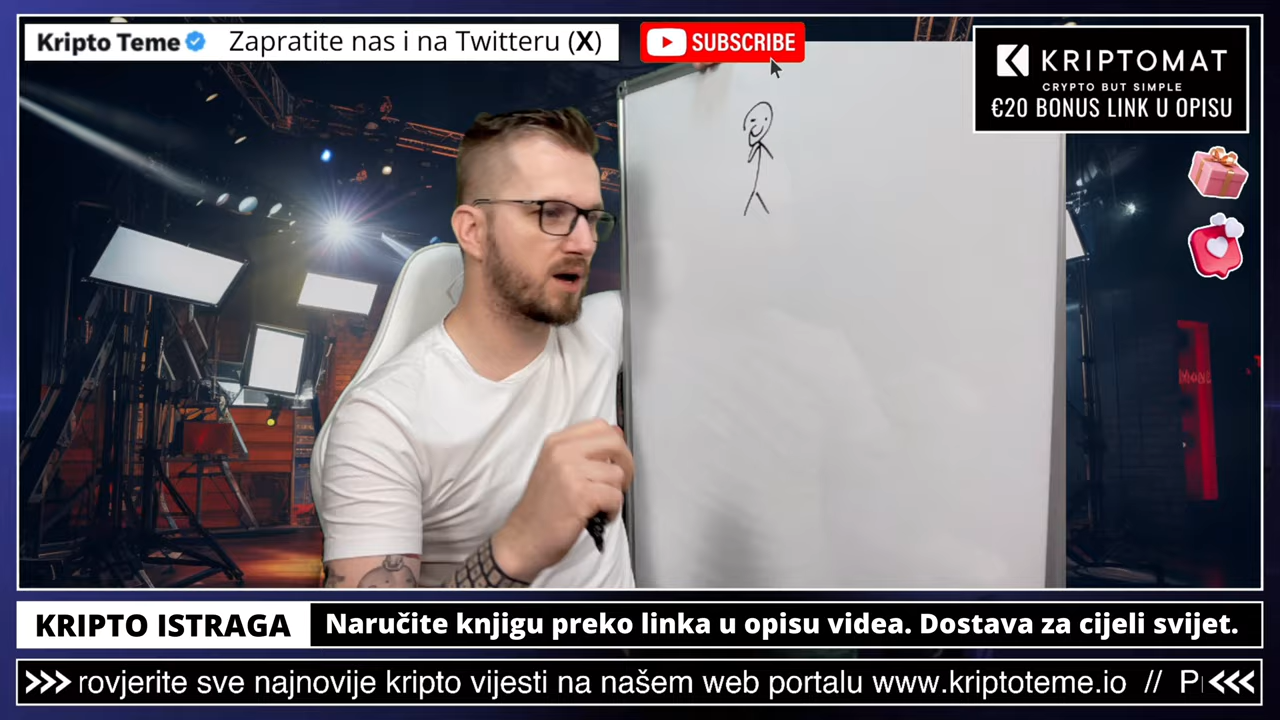 Kripto Teme
Zapratite nas i na Twitteru (X)
SUBSCRIBE
KRIPTOMAT
CRYPTO BUT SIMPLE
€20 BONUS LINK U OPISU
KRIPTO ISTRAGA
Naručite knjigu preko linka u opisu videa. Dostava za cijeli svijet.
>>> rovjerite sve najnovije kripto vijesti na našem web portalu www.kriptoteme.io // P <<<